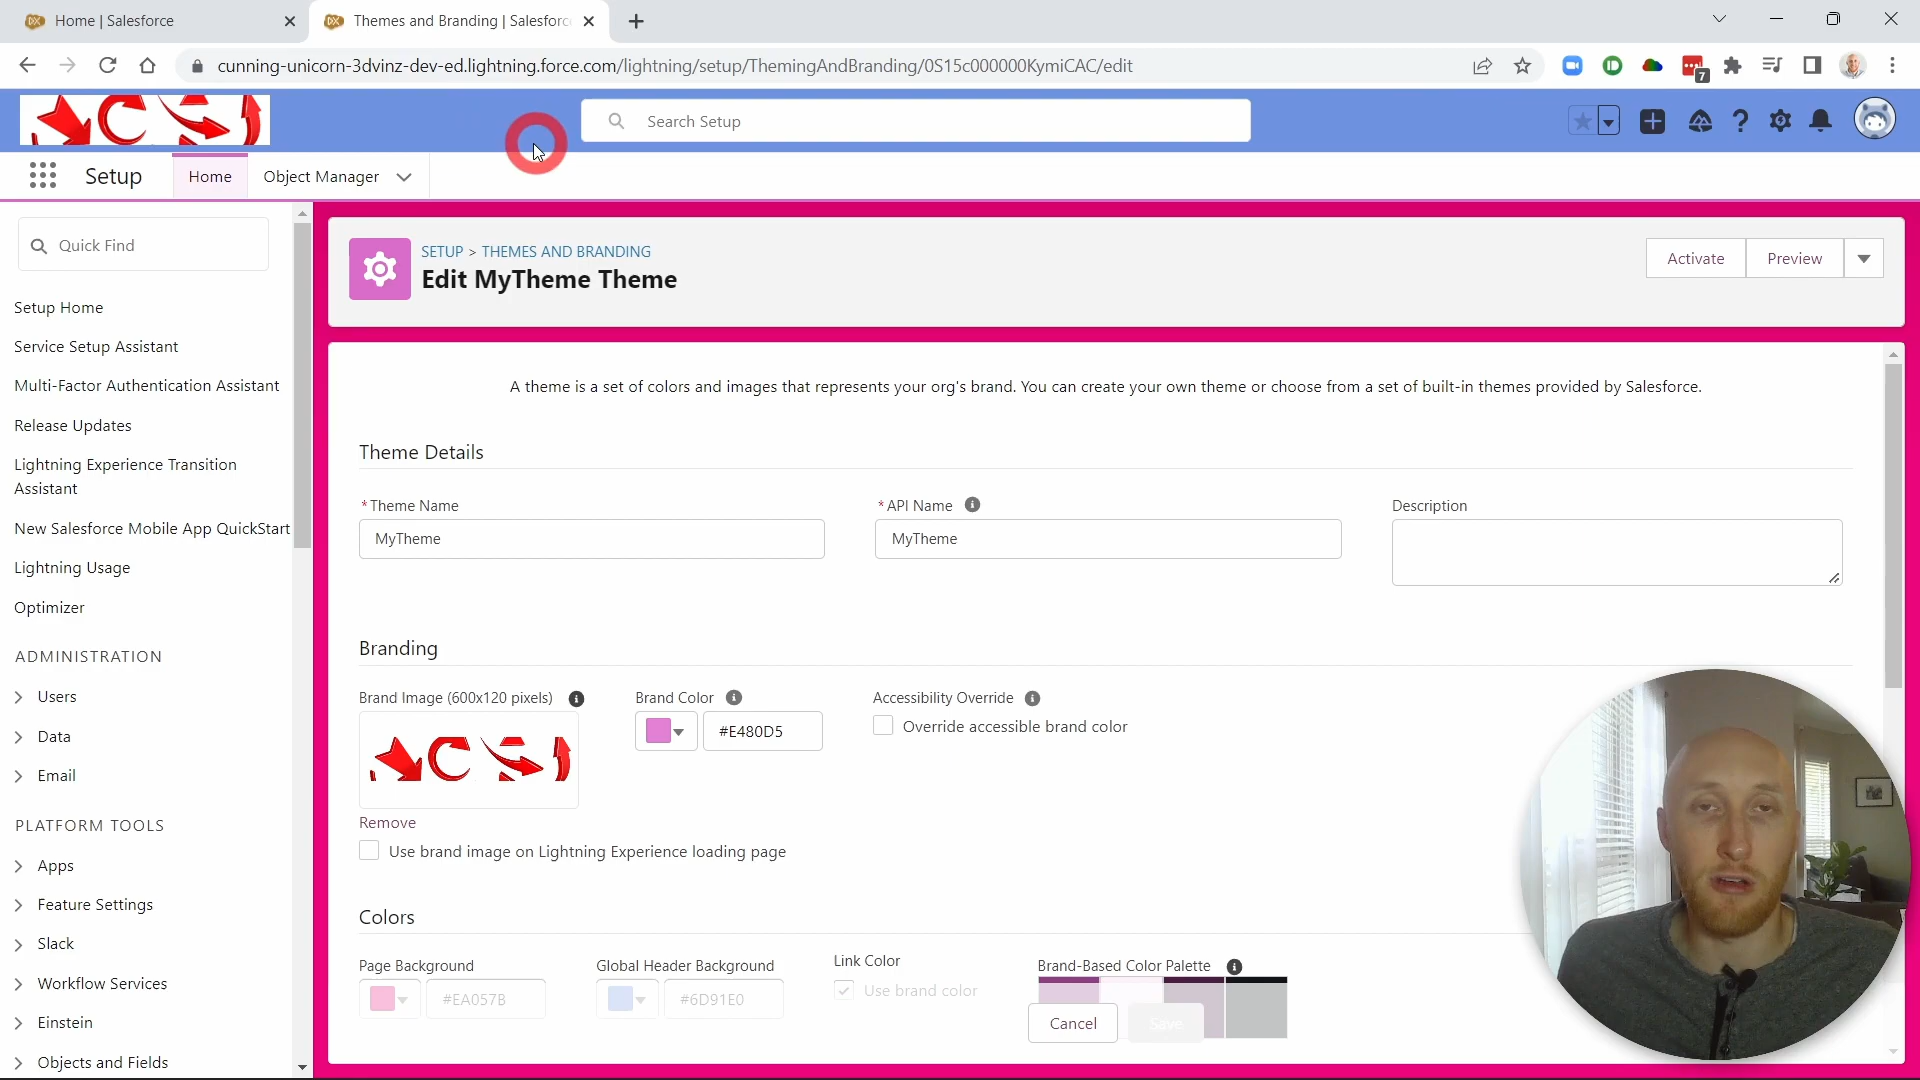 Home | Salesforce
Themes and Branding | Salesforc
cunning-unicorn-3dvinz-dev-ed.lightning.force.com/lightning/setup/ThemingAndBranding/0S15c000000KymiCAC/edit
7
Search Setup
Setup
Home
Object Manager
Quick Find
Setup Home
Service Setup Assistant
Multi-Factor Authentication Assistant
Release Updates
Lightning Experience Transition
Assistant
New Salesforce Mobile App QuickStart
Lightning Usage
Optimizer
ADMINISTRATION
Users
Data
Email
PLATFORM TOOLS
Apps
Feature Settings
Slack
Workflow Services
Einstein
Objects and Fields
SETUP > THEMES AND BRANDING
Edit MyTheme Theme
Activate
Preview
A theme is a set of colors and images that represents your org's brand. You can create your own theme or choose from a set of built-in themes provided by Salesforce.
Theme Details
* Theme Name
* API Name
Description
MyTheme
MyTheme
Branding
Brand Image (600x120 pixels)
Brand Color
Accessibility Override
#E480D5
Override accessible brand color
Remove
Use brand image on Lightning Experience loading page
Colors
Page Background
Global Header Background
Link Color
Brand-Based Color Palette
#EA057B
#6D91E0
Use brand color
Cancel
Save